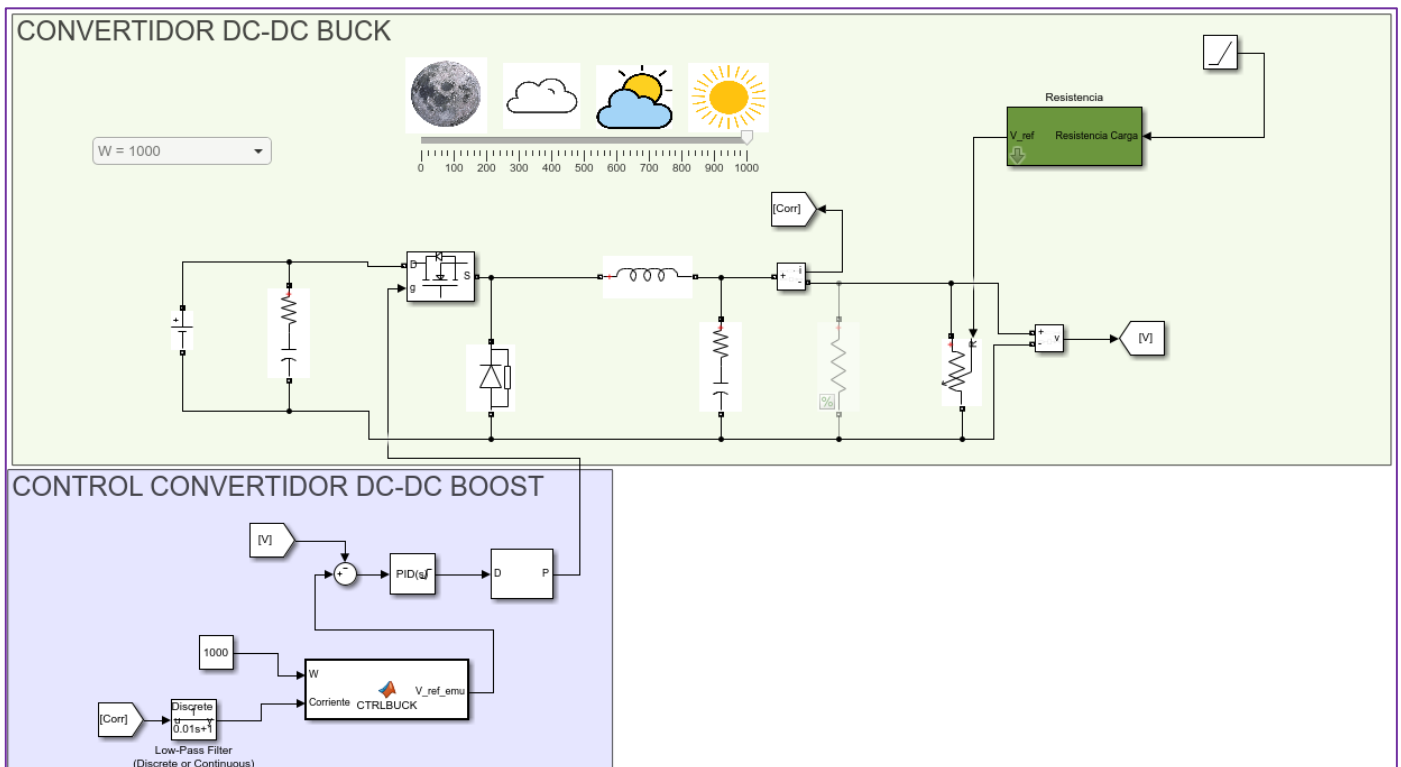 CONVERTIDOR DC-DC BUCK
W = 1000
0 100 200 300 400 500 600 700 800 900 1000
Resistencia
V_ref Resistencia Carga
[Corr]
D
S
g
i
+
-
R
+
-
v
[V]
+
%
CONTROL CONVERTIDOR DC-DC BOOST
[V]
-
+
PID(s)
D P
1000
W
V_ref_emu
Corriente
CTRLBUCK
[Corr]
Discrete
1
u y
0.01s+1
Low-Pass Filter
(Discrete or Continuous)